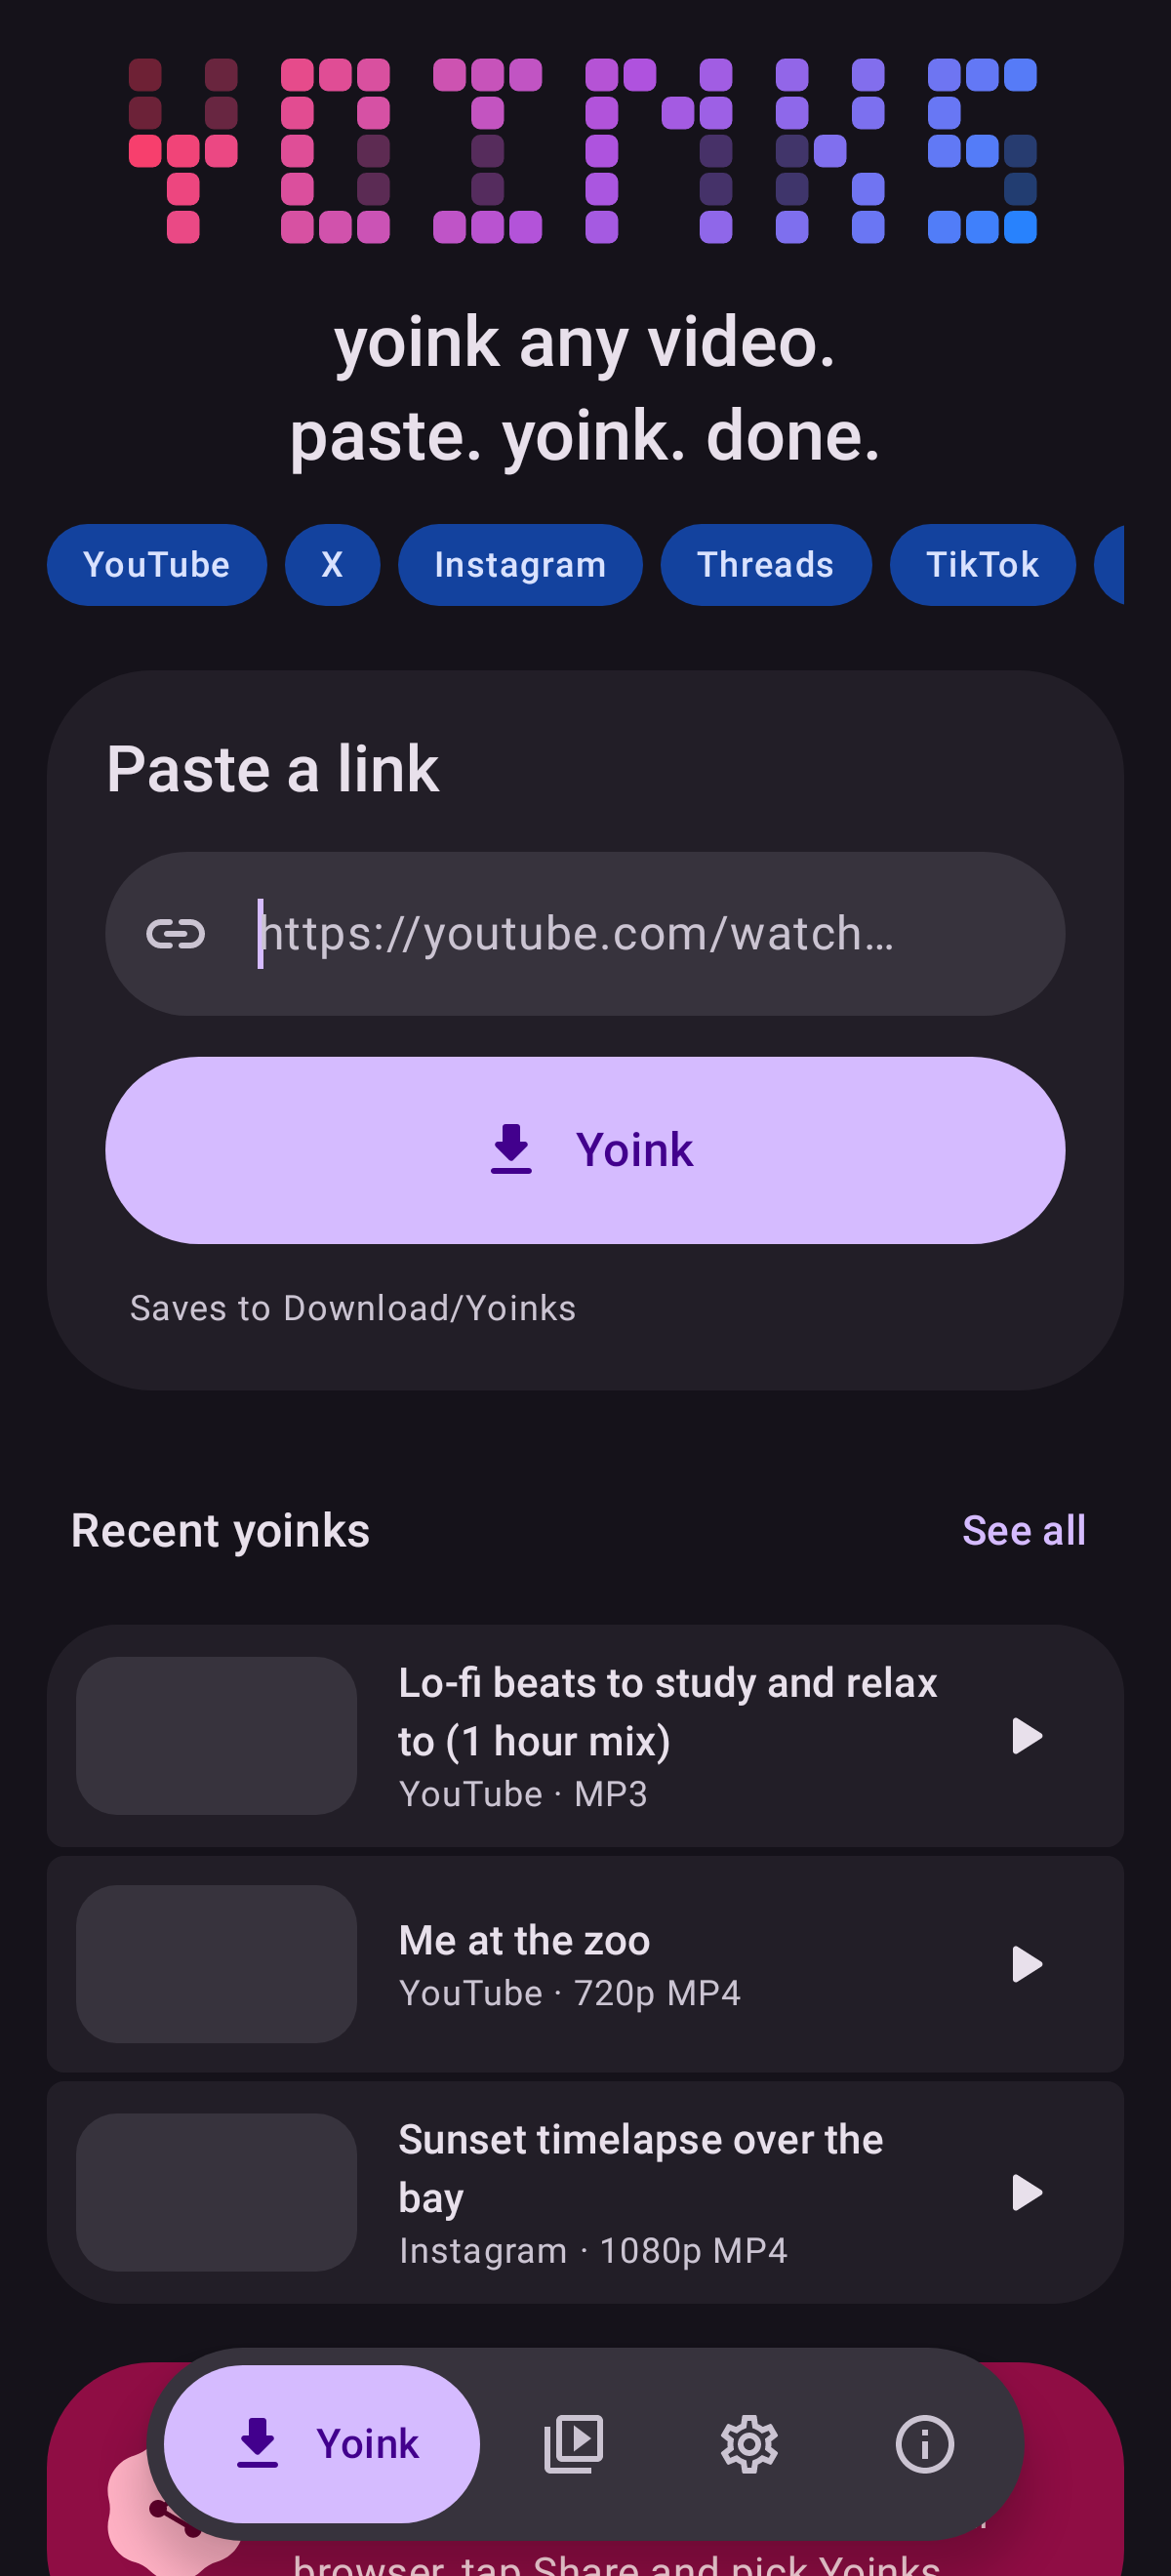 YOINKS
yoink any video.
paste. yoink. done.
YouTube X Instagram Threads TikTok
Paste a link
https://youtube.com/watch…
Yoink
Saves to Download/Yoinks
Recent yoinks See all
Lo-fi beats to study and relax
to (1 hour mix)
YouTube · MP3
Me at the zoo
YouTube · 720p MP4
Sunset timelapse over the
bay
Instagram · 1080p MP4
Yoink
browser, tap Share and pick Yoinks